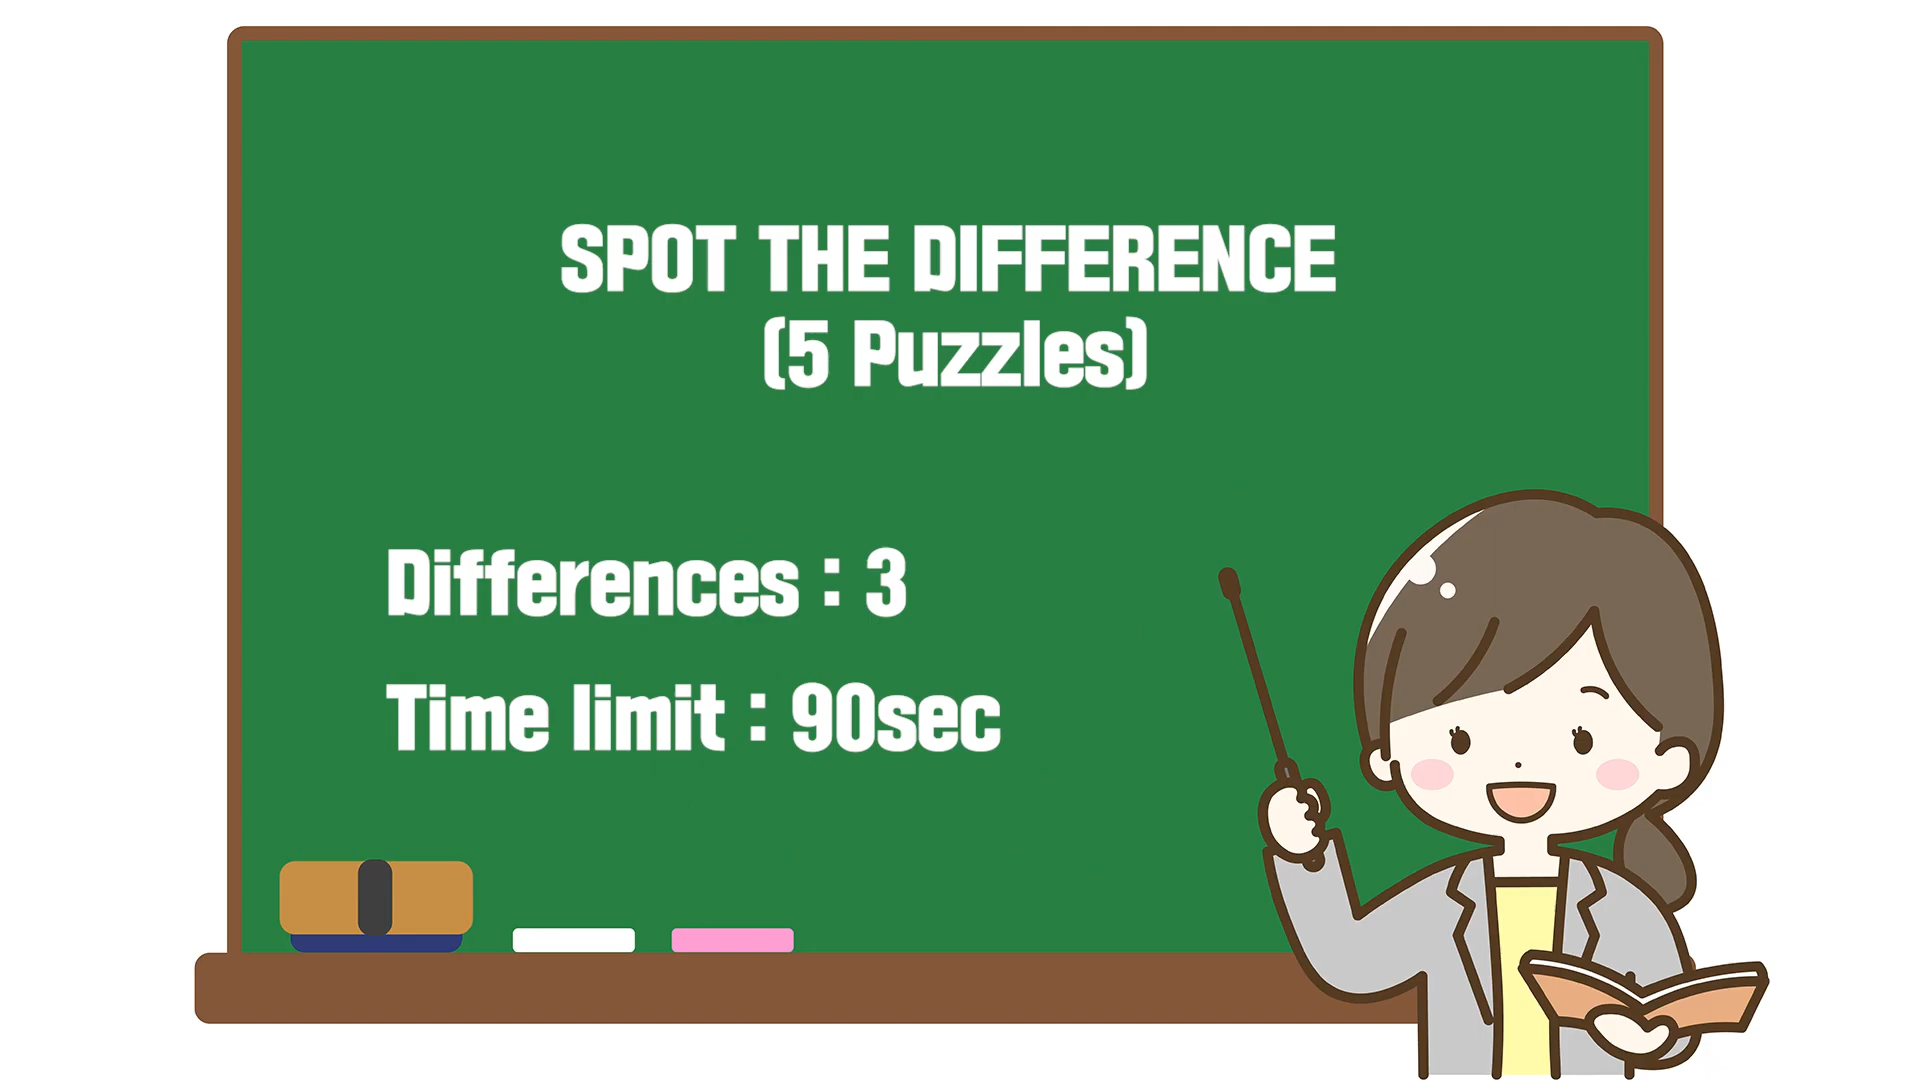 SPOT THE DIFFERENCE
(5 Puzzles)
Differences : 3
Time limit : 90sec